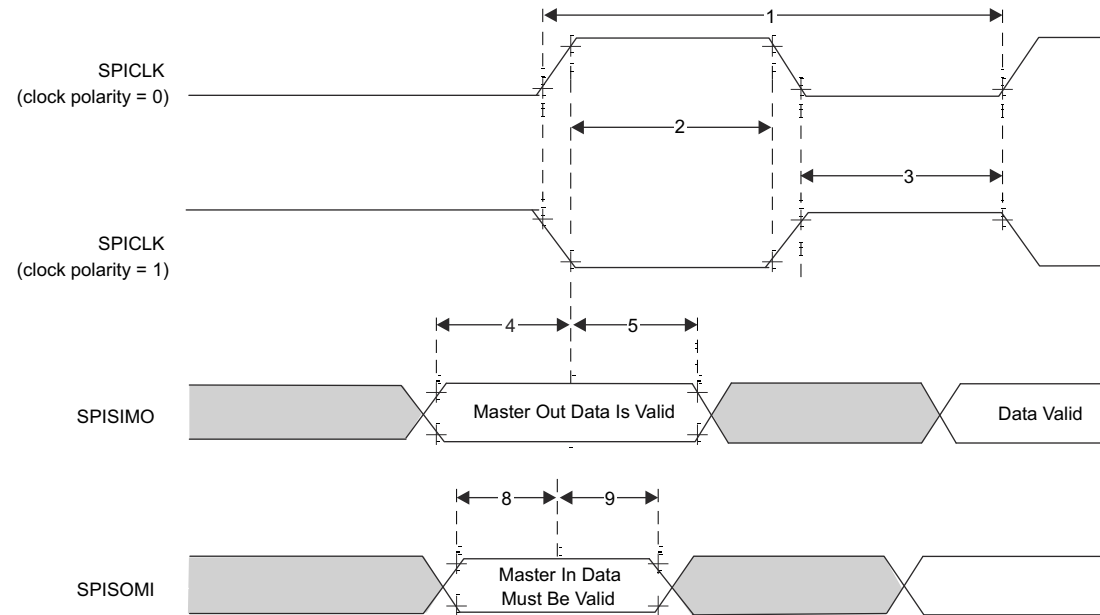 1
SPICLK
(clock polarity = 0)
2
3
SPICLK
(clock polarity = 1)
4
5
SPISIMO
Master Out Data Is Valid
Data Valid
8
9
SPISOMI
Master In Data
Must Be Valid